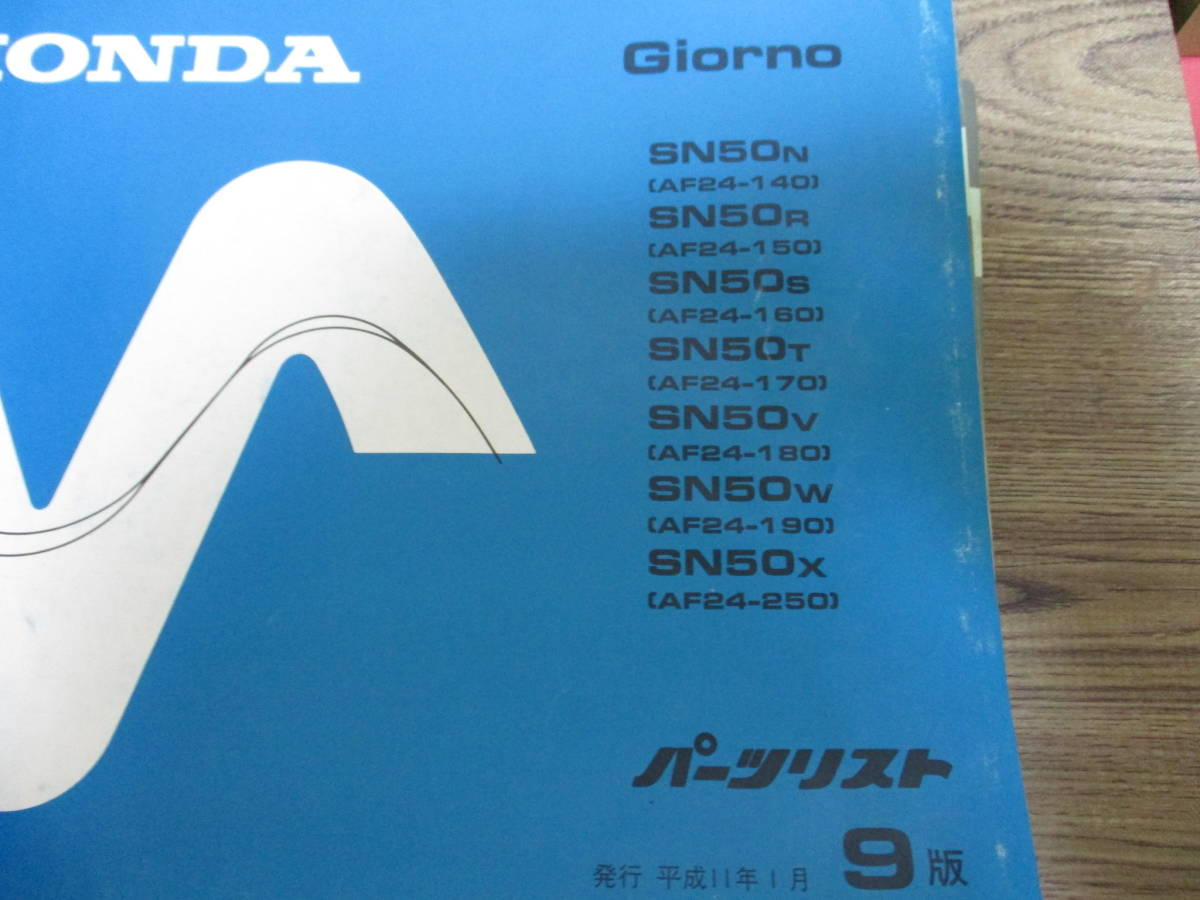 HONDA
Giorno
SN50N
(AF24-140)
SN50R
(AF24-150)
SN50S
(AF24-160)
SN50T
(AF24-170)
SN50V
(AF24-180)
SN50W
(AF24-190)
SN50X
(AF24-250)
パーツリスト
発行 平成11年1月 9版